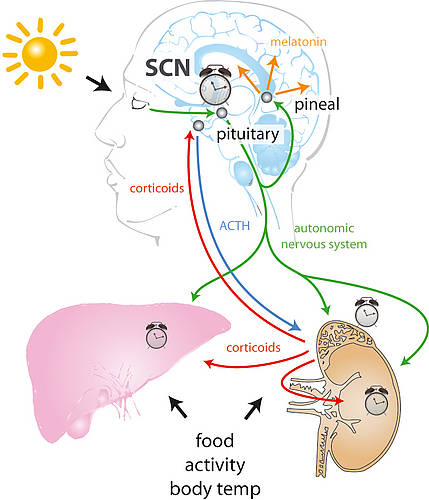 melatonin
SCN
pineal
pituitary
corticoids
ACTH
autonomic
nervous system
corticoids
food
activity
body temp